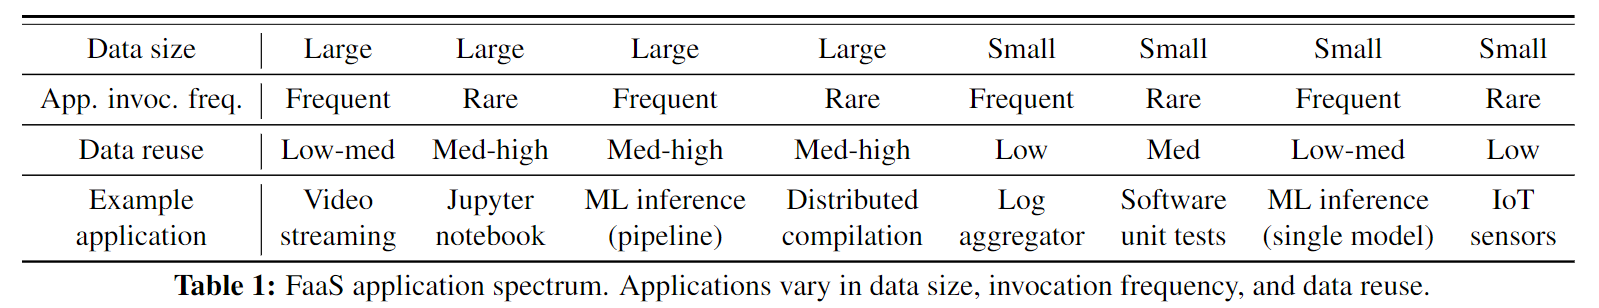 Data size Large Large Large Large Small Small Small Small
App. invoc. freq. Frequent Rare Frequent Rare Frequent Rare Frequent Rare
Data reuse Low-med Med-high Med-high Med-high Low Med Low-med Low
Example Video Jupyter ML inference Distributed Log Software ML inference IoT
application streaming notebook (pipeline) compilation aggregator unit tests (single model) sensors
Table 1: FaaS application spectrum. Applications vary in data size, invocation frequency, and data reuse.